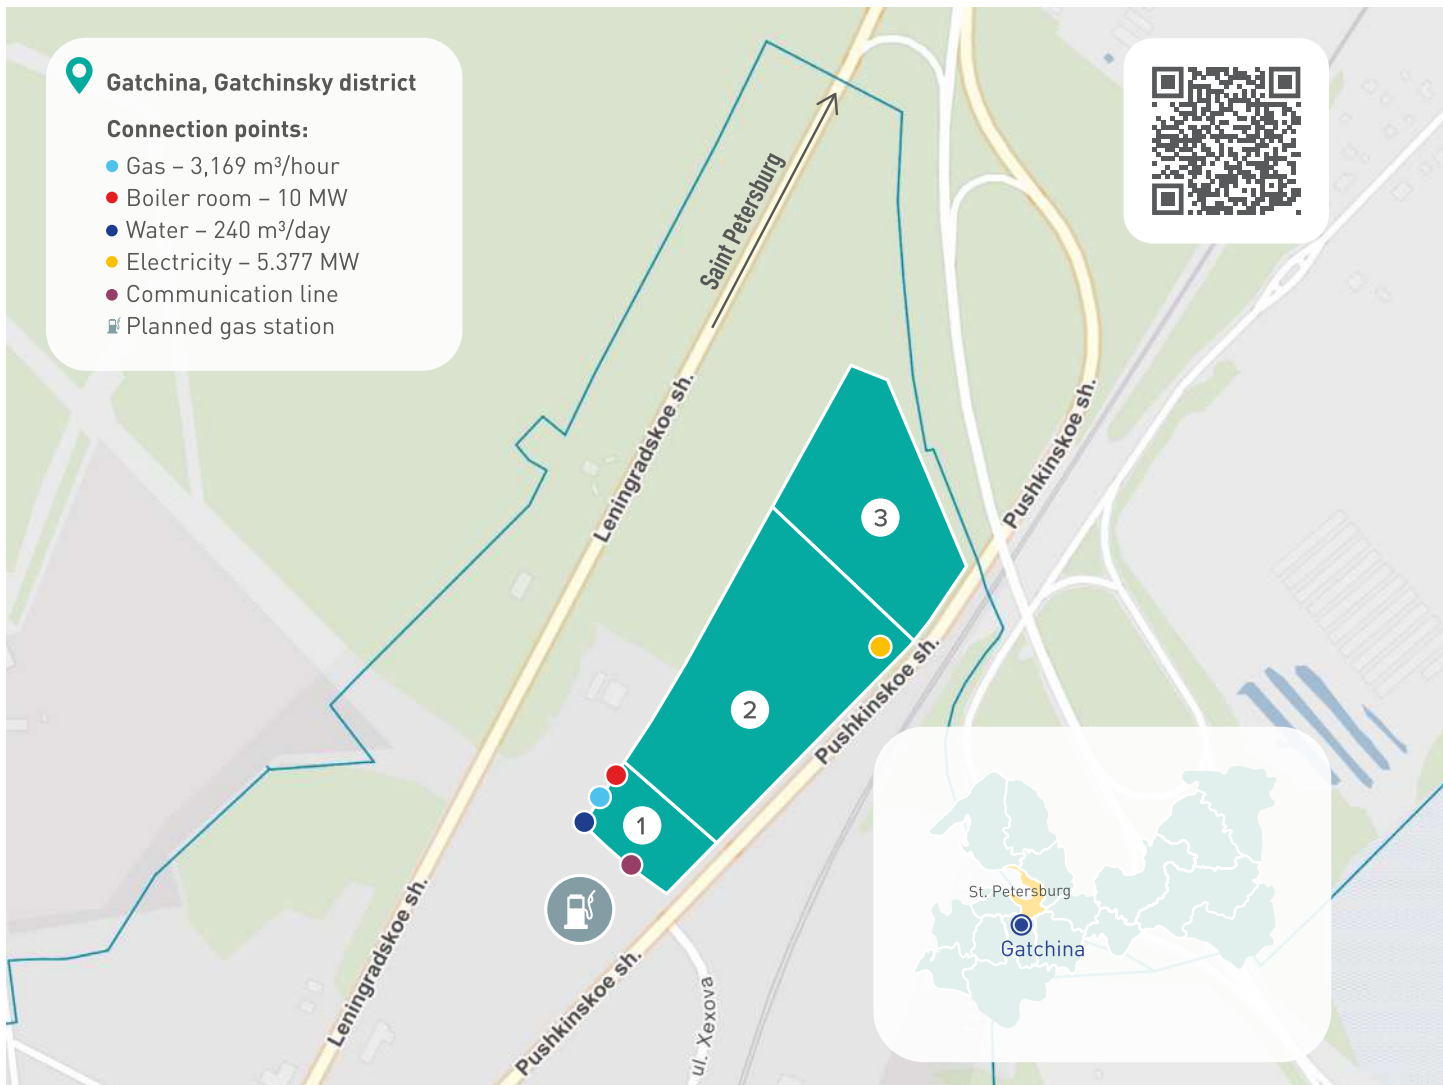 Gatchina, Gatchinsky district
Connection points:
Gas – 3,169 m³/hour
Boiler room – 10 MW
Water – 240 m³/day
Electricity – 5.377 MW
Communication line
Planned gas station
Saint Petersburg
Leningradskoe sh.
Pushkinskoe sh.
3
Pushkinskoe sh.
2
1
Leningradskoe sh.
Pushkinskoe sh.
ul. Xexova
St. Petersburg
Gatchina